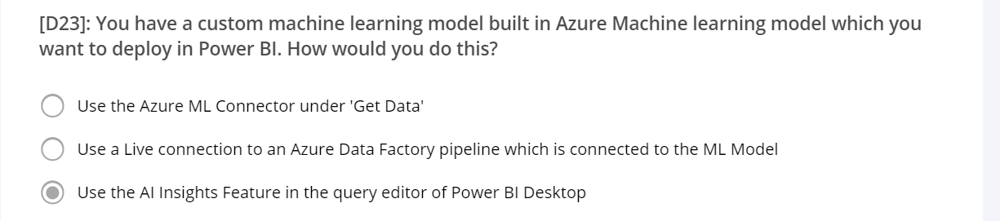 [D23]: You have a custom machine learning model built in Azure Machine learning model which you
want to deploy in Power BI. How would you do this?
Use the Azure ML Connector under 'Get Data'
Use a Live connection to an Azure Data Factory pipeline which is connected to the ML Model
Use the AI Insights Feature in the query editor of Power BI Desktop